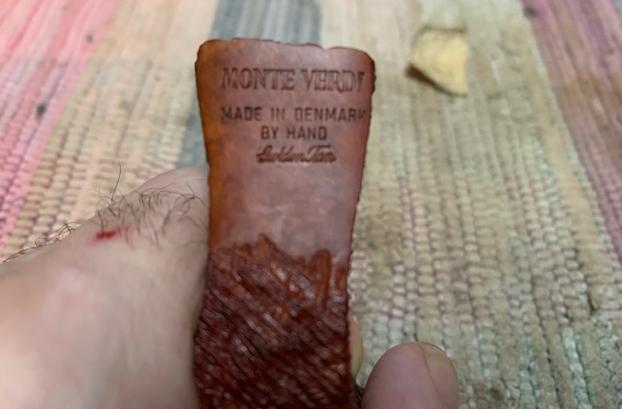 MONTE VERDI
MADE IN DENMARK
BY HAND
Golden Tan